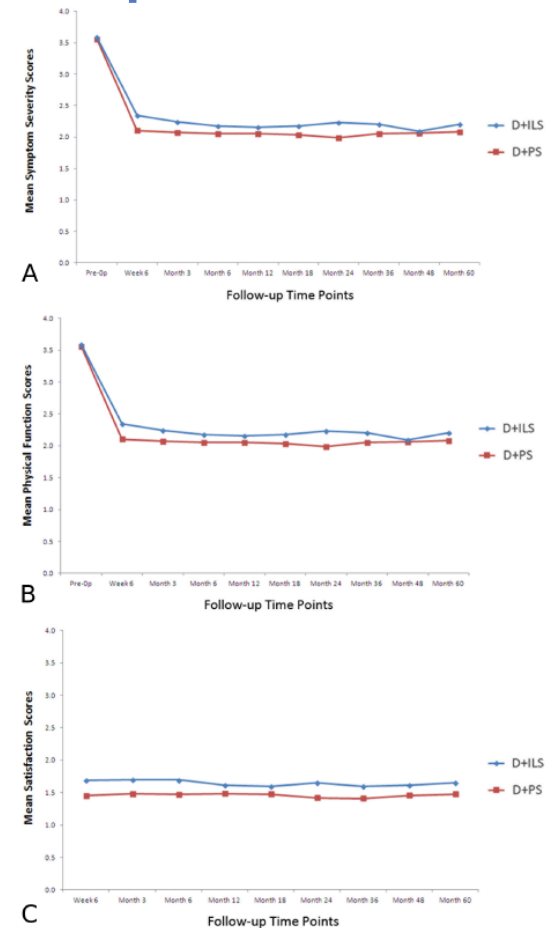 4.0
3.5
3.0
2.5
2.0
1.5
1.0
0.5
0.0
Mean Symptom Severity Scores
Pre-Op Week 6 Month 3 Month 6 Month 12 Month 18 Month 24 Month 36 Month 48 Month 60
Follow-up Time Points
D+ILS
D+PS
A
4.0
3.5
3.0
2.5
2.0
1.5
1.0
0.5
0.0
Mean Physical Function Scores
Pre-Op Week 6 Month 3 Month 6 Month 12 Month 18 Month 24 Month 36 Month 48 Month 60
Follow-up Time Points
D+ILS
D+PS
B
4.0
3.5
3.0
2.5
2.0
1.5
1.0
0.5
0.0
Mean Satisfaction Scores
Week 6 Month 3 Month 6 Month 12 Month 18 Month 24 Month 36 Month 48 Month 60
Follow-up Time Points
D+ILS
D+PS
C